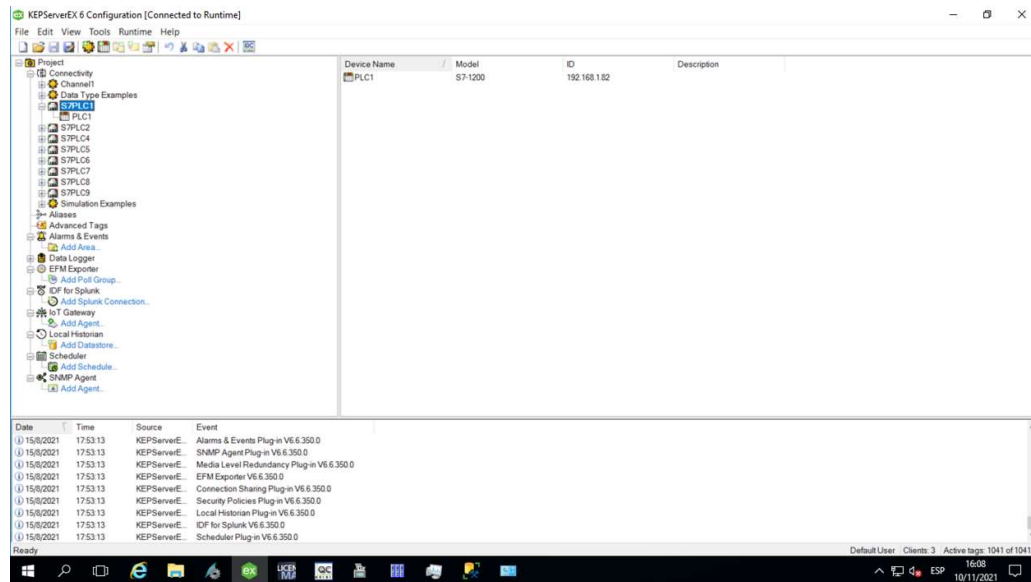 KEPServerEX 6 Configuration [Connected to Runtime]
File Edit View Tools Runtime Help
Project
Connectivity
Channel1
Data Type Examples
S7PLC1
PLC1
S7PLC2
S7PLC4
S7PLC5
S7PLC6
S7PLC7
S7PLC8
S7PLC9
Simulation Examples
Aliases
Advanced Tags
Alarms & Events
Add Area...
Data Logger
EFM Exporter
Add Poll Group...
IDF for Splunk
Add Splunk Connection...
IoT Gateway
Add Agent...
Local Historian
Add Datastore...
Scheduler
Add Schedule...
SNMP Agent
Add Agent...
Device Name / Model ID Description
PLC1 S7-1200 192.168.1.82
Date Time Source Event
15/8/2021 17:53:13 KEPServerE... Alarms & Events Plug-in V6.6.350.0
15/8/2021 17:53:13 KEPServerE... SNMP Agent Plug-in V6.6.350.0
15/8/2021 17:53:13 KEPServerE... Media Level Redundancy Plug-in V6.6.350.0
15/8/2021 17:53:13 KEPServerE... EFM Exporter V6.6.350.0
15/8/2021 17:53:13 KEPServerE... Connection Sharing Plug-in V6.6.350.0
15/8/2021 17:53:13 KEPServerE... Security Policies Plug-in V6.6.350.0
15/8/2021 17:53:13 KEPServerE... Local Historian Plug-in V6.6.350.0
15/8/2021 17:53:13 KEPServerE... IDF for Splunk V6.6.350.0
15/8/2021 17:53:13 KEPServerE... Scheduler Plug-in V6.6.350.0
Ready
Default User Clients: 3 Active tags: 1041 of 1041
ex
QC
ESP
16:08
10/11/2021